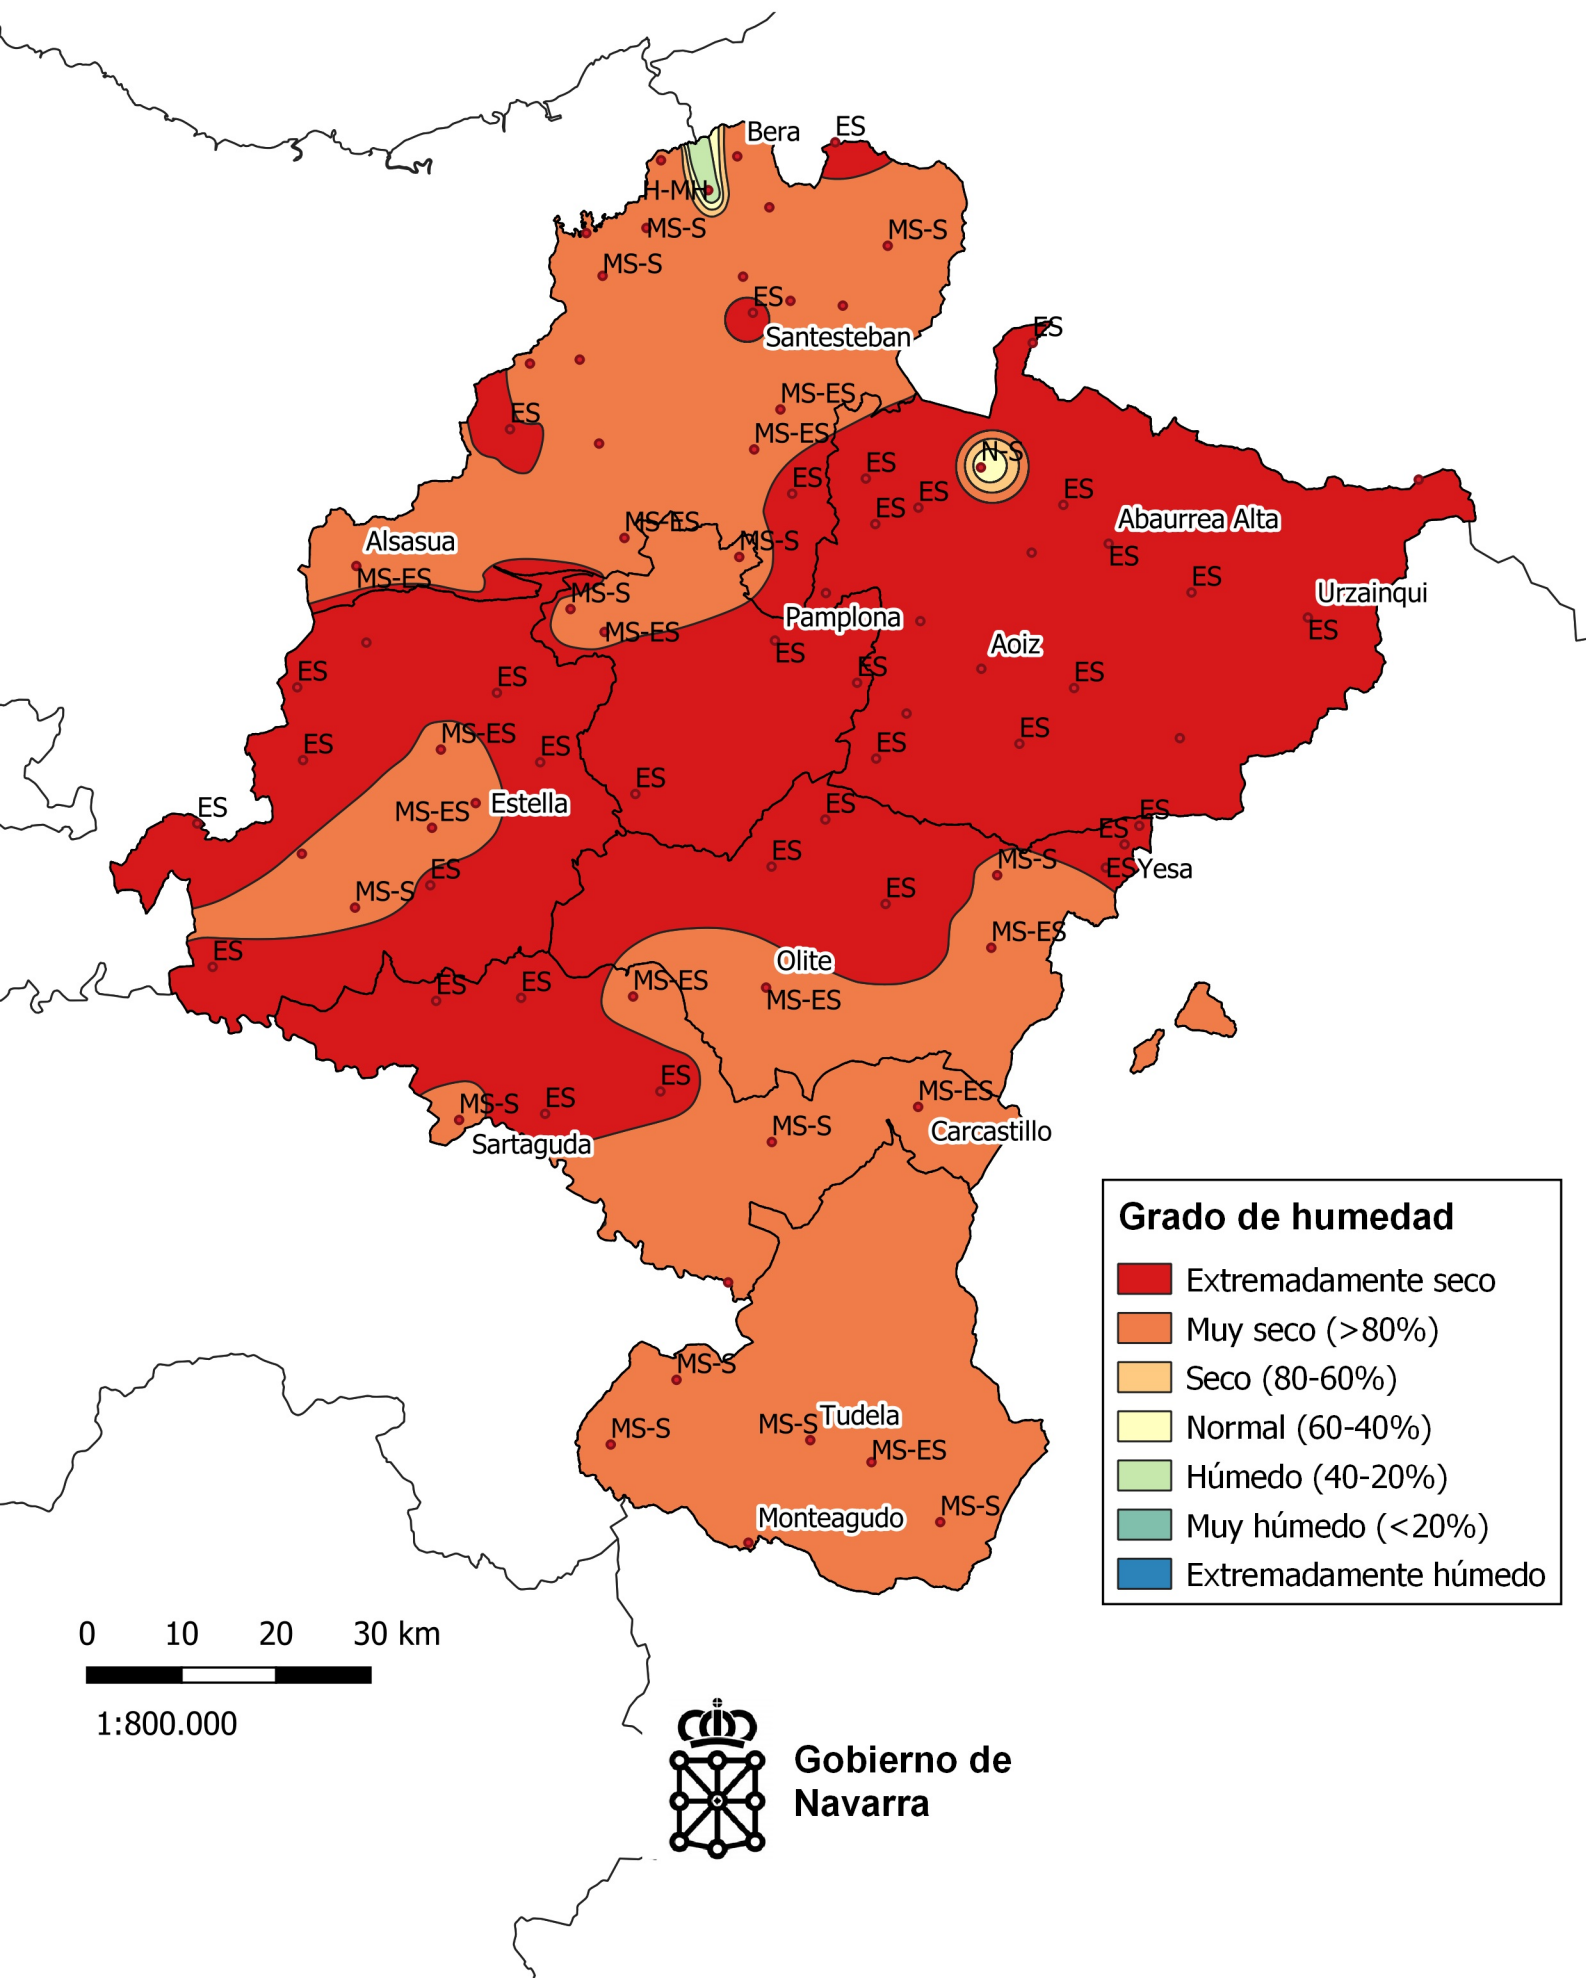 Bera
ES
H-MH
MS-S
MS-S
MS-S
ES
Santesteban
ES
MS-ES
ES
MS-ES
N-S
ES
ES
ES
ES
ES
Abaurrea Alta
MS-ES
MS-S
Alsasua
ES
MS-ES
ES
MS-S
Urzainqui
Pamplona
ES
MS-ES
Aoiz
ES
ES
ES
ES
ES
MS-ES
ES
ES
ES
ES
ES
Estella
MS-ES
ES
ES
ES
ES
ES
MS-S
ES
Yesa
ES
MS-S
ES
MS-ES
ES
Olite
ES
ES
MS-ES
MS-ES
ES
MS-ES
MS-S
ES
MS-S
Carcastillo
Sartaguda
Grado de humedad
Extremadamente seco
Muy seco (>80%)
Seco (80-60%)
Normal (60-40%)
Húmedo (40-20%)
Muy húmedo (<20%)
Extremadamente húmedo
MS-S
MS-S
MS-S
Tudela
MS-ES
MS-S
Monteagudo
0 10 20 30 km
1:800.000
Gobierno de
Navarra